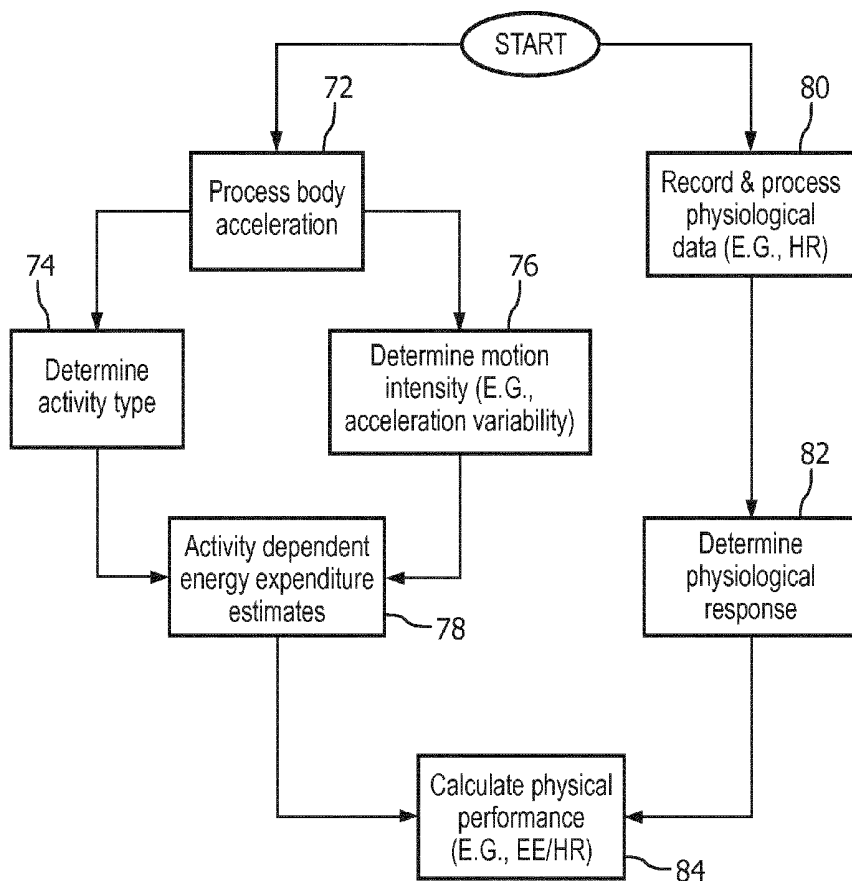 START
72
80
Process body
acceleration
Record & process
physiological
data (E.G., HR)
74
76
Determine
activity type
Determine motion
intensity (E.G.,
acceleration variability)
82
Activity dependent
energy expenditure
estimates
78
Determine
physiological
response
Calculate physical
performance
(E.G., EE/HR)
84